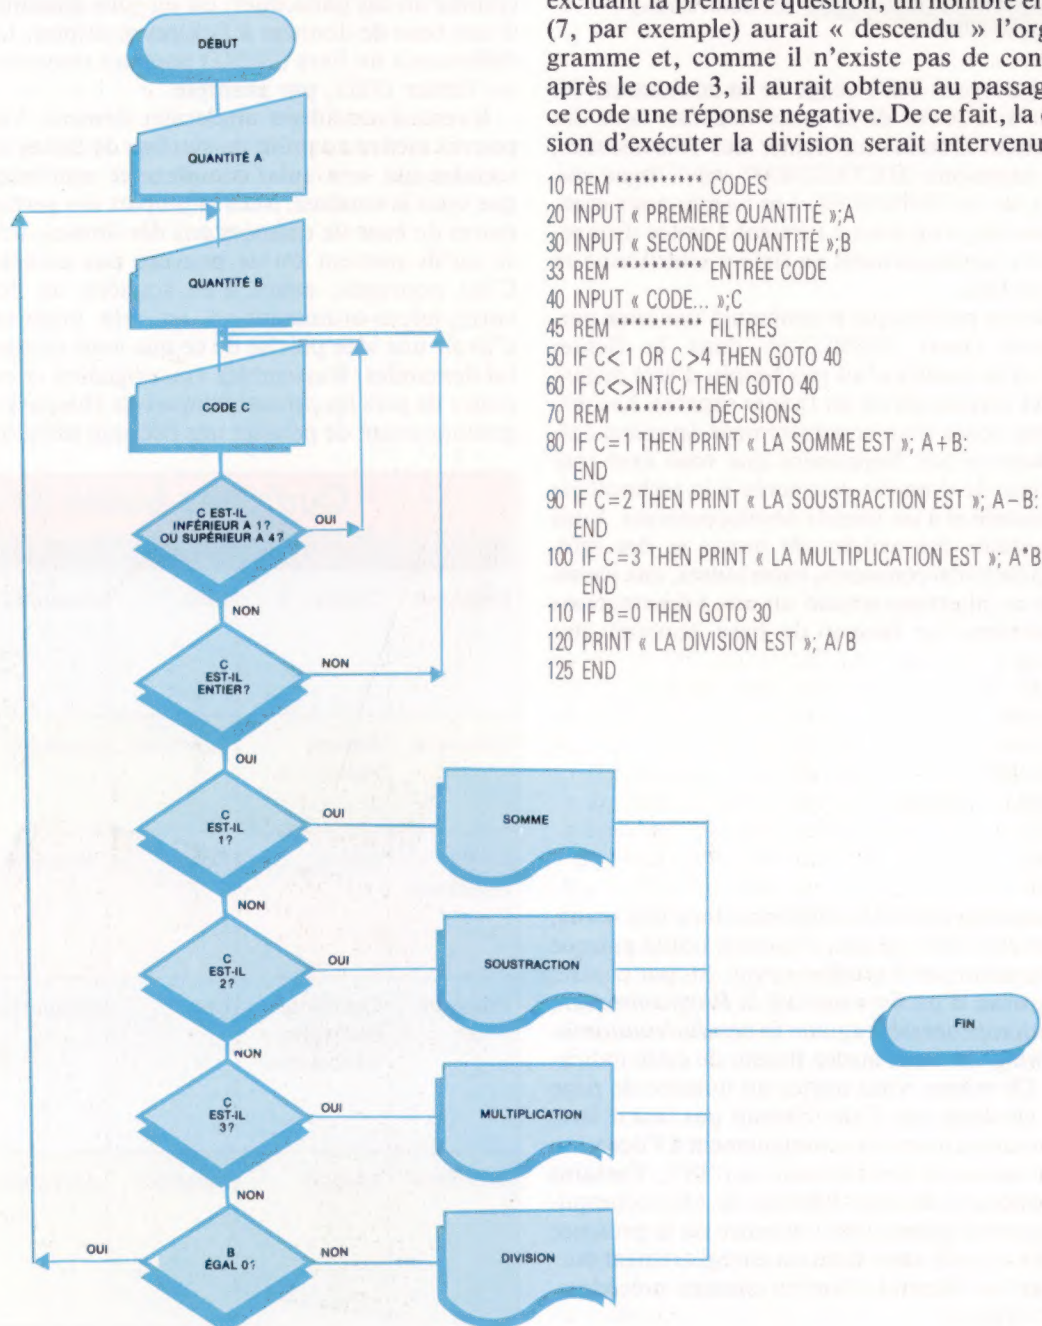 excluant la première question, un nombre en
(7, par exemple) aurait « descendu » l'org
gramme et, comme il n'existe pas de con
après le code 3, il aurait obtenu au passag
ce code une réponse négative. De ce fait, la
sion d'exécuter la division serait intervenu
10 REM ********** CODES
20 INPUT « PREMIÈRE QUANTITÉ »;A
30 INPUT « SECONDE QUANTITÉ »;B
33 REM ********** ENTRÉE CODE
40 INPUT « CODE... »;C
45 REM ********** FILTRES
50 IF C< 1 OR C >4 THEN GOTO 40
60 IF C<>INT(C) THEN GOTO 40
70 REM ********** DÉCISIONS
80 IF C=1 THEN PRINT « LA SOMME EST »; A+B:
END
90 IF C=2 THEN PRINT « LA SOUSTRACTION EST »; A-B:
END
100 IF C=3 THEN PRINT « LA MULTIPLICATION EST »; A*B
END
110 IF B=0 THEN GOTO 30
120 PRINT « LA DIVISION EST »; A/B
125 END
DÉBUT
QUANTITÉ A
QUANTITÉ B
CODE C
C EST-IL
INFÉRIEUR A 1?
OU SUPÉRIEUR A 4?
OUI
NON
C
EST-IL
ENTIER?
NON
OUI
C
EST-IL
1?
OUI
SOMME
NON
C
EST-IL
2?
OUI
SOUSTRACTION
NON
C
EST-IL
3?
OUI
MULTIPLICATION
NON
B
ÉGAL 0?
OUI
NON
DIVISION
FIN